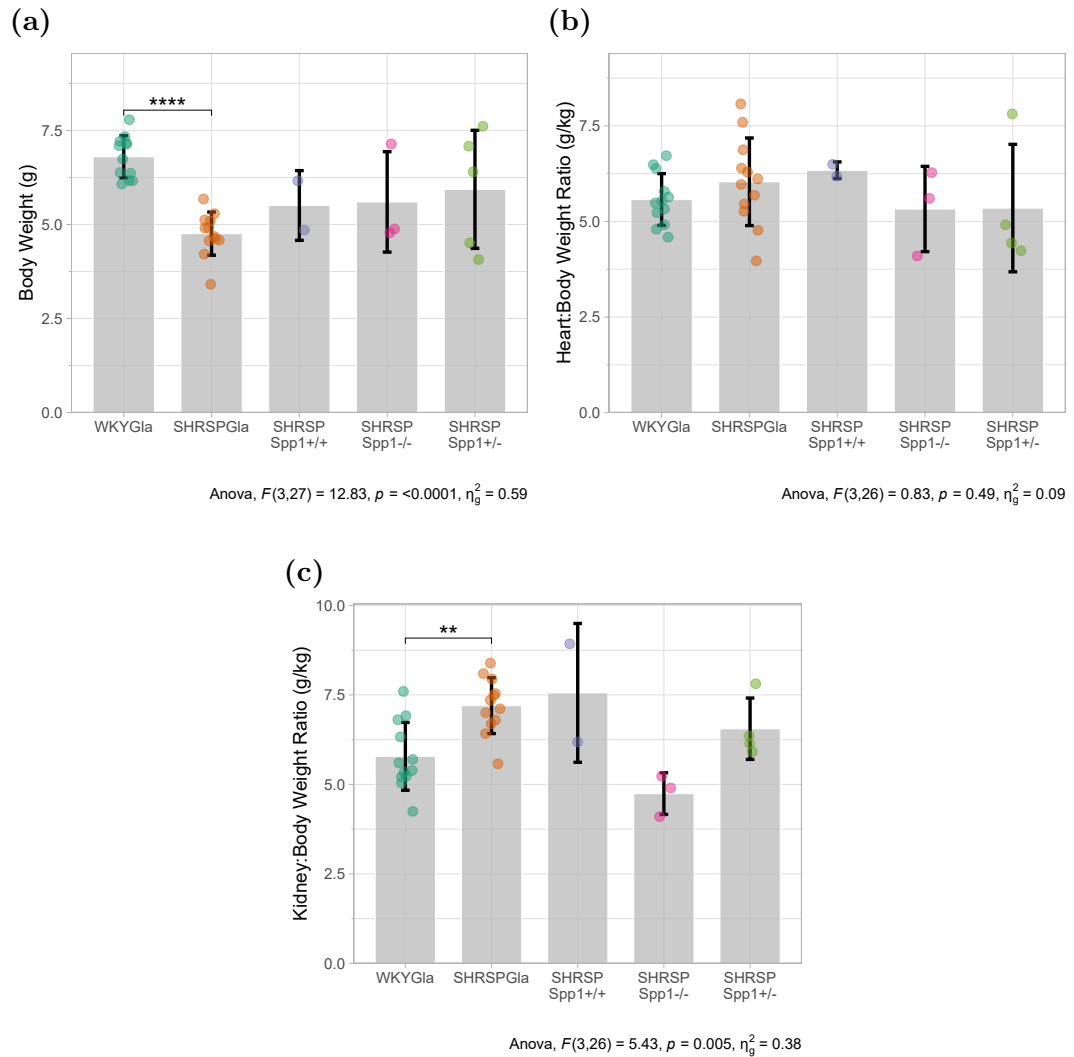 (a)
Body Weight (g)
7.5
5.0
2.5
0.0
****
WKYGla
SHRSPGla
SHRSP
Spp1+/+
SHRSP
Spp1-/-
SHRSP
Spp1+/-
Anova, F(3,27) = 12.83, p = <0.0001, η²g = 0.59
(b)
Heart:Body Weight Ratio (g/kg)
7.5
5.0
2.5
0.0
WKYGla
SHRSPGla
SHRSP
Spp1+/+
SHRSP
Spp1-/-
SHRSP
Spp1+/-
Anova, F(3,26) = 0.83, p = 0.49, η²g = 0.09
(c)
Kidney:Body Weight Ratio (g/kg)
10.0
7.5
5.0
2.5
0.0
**
WKYGla
SHRSPGla
SHRSP
Spp1+/+
SHRSP
Spp1-/-
SHRSP
Spp1+/-
Anova, F(3,26) = 5.43, p = 0.005, η²g = 0.38